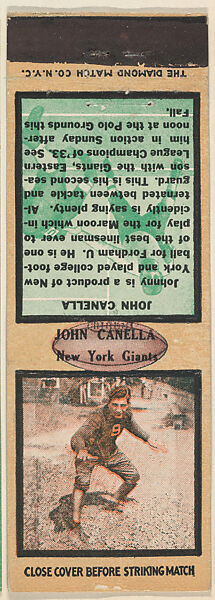 THE DIAMOND MATCH CO. N.Y.C.
JOHN CANELLA
Johnny is a product of New
York and played college foot-
ball for Fordham U. He is one
of the best linesman ever to
play for the Maroon which in-
cidently is saying plenty. Al-
ternated between tackle and
guard. This is his second sea-
son with the Giants, Eastern
League Champions of '33. See
him in action Sunday after-
noon at the Polo Grounds this
Fall.
JOHN CANELLA
New York Giants
9
CLOSE COVER BEFORE STRIKING MATCH